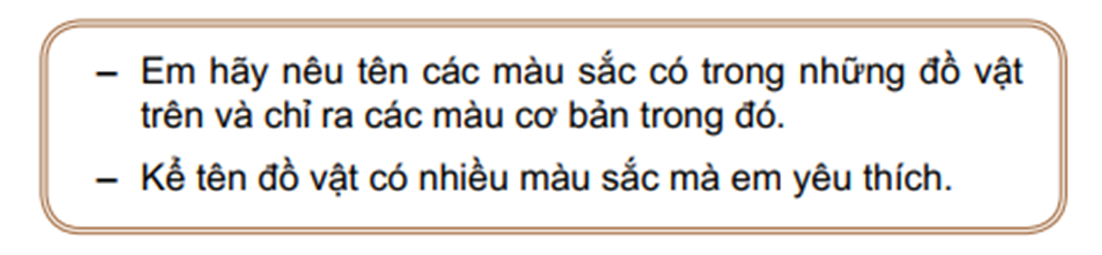 – Em hãy nêu tên các màu sắc có trong những đồ vật
trên và chỉ ra các màu cơ bản trong đó.
– Kể tên đồ vật có nhiều màu sắc mà em yêu thích.